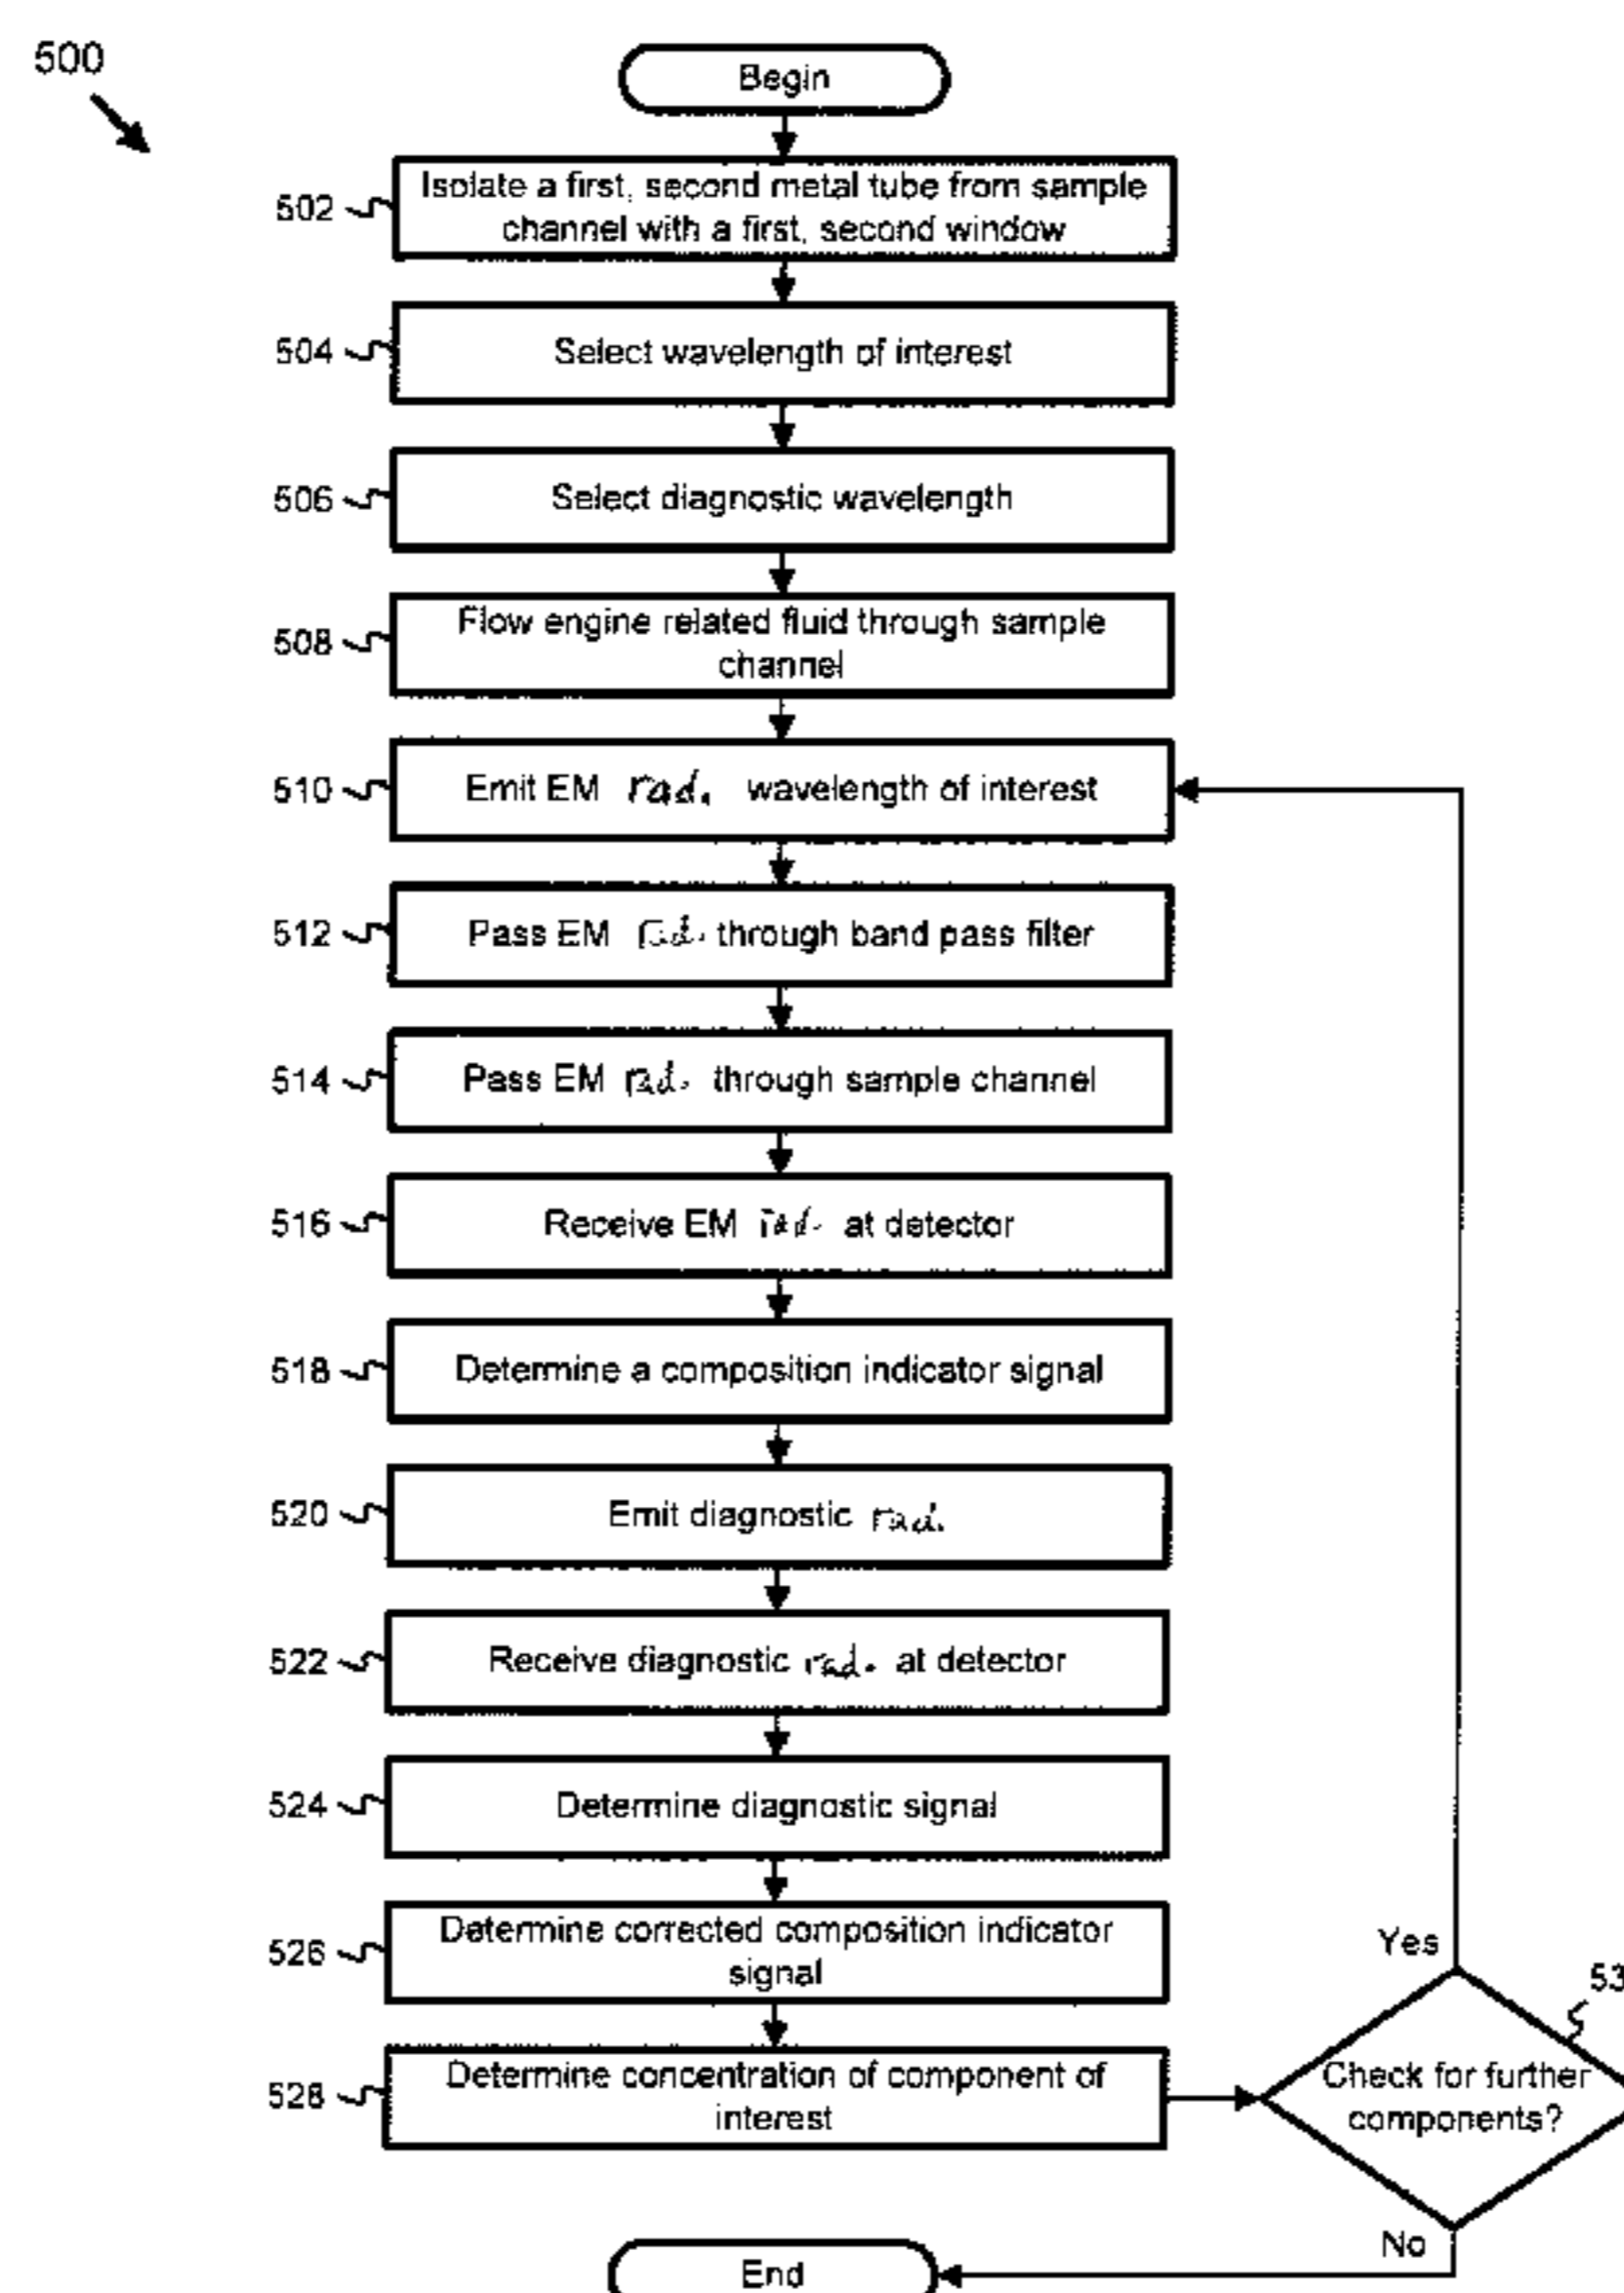 500
Begin
502
Isolate a first, second metal tube from sample
channel with a first, second window
504
Select wavelength of interest
506
Select diagnostic wavelength
508
Flow engine related fluid through sample
channel
510
Emit EM rad. wavelength of interest
512
Pass EM rad. through band pass filter
514
Pass EM rad. through sample channel
516
Receive EM rad. at detector
518
Determine a composition indicator signal
520
Emit diagnostic rad.
522
Receive diagnostic rad. at detector
524
Determine diagnostic signal
526
Determine corrected composition indicator
signal
Yes
53
528
Determine concentration of component of
interest
Check for further
components?
No
End